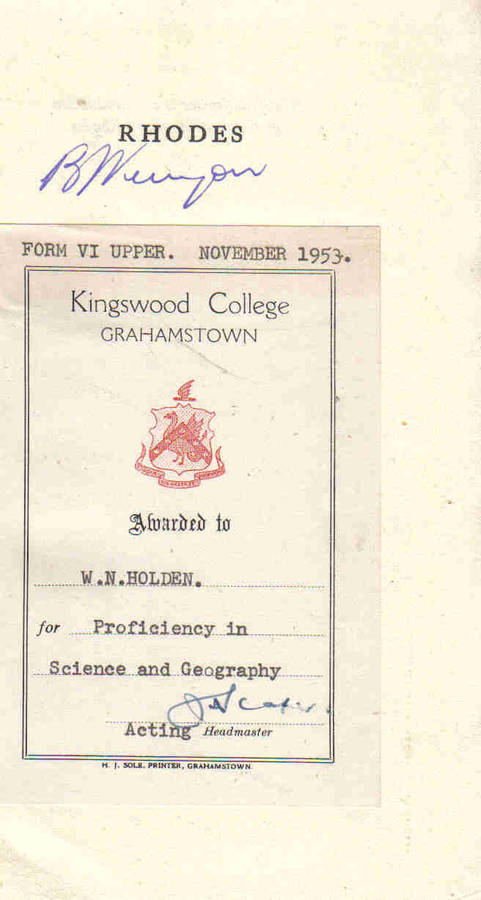 RHODES
FORM VI UPPER. NOVEMBER 1953.
Kingswood College
GRAHAMSTOWN
Awarded to
W.N.HOLDEN.
for Proficiency in
Science and Geography
Acting Headmaster
H. J. SOLE, PRINTER, GRAHAMSTOWN.